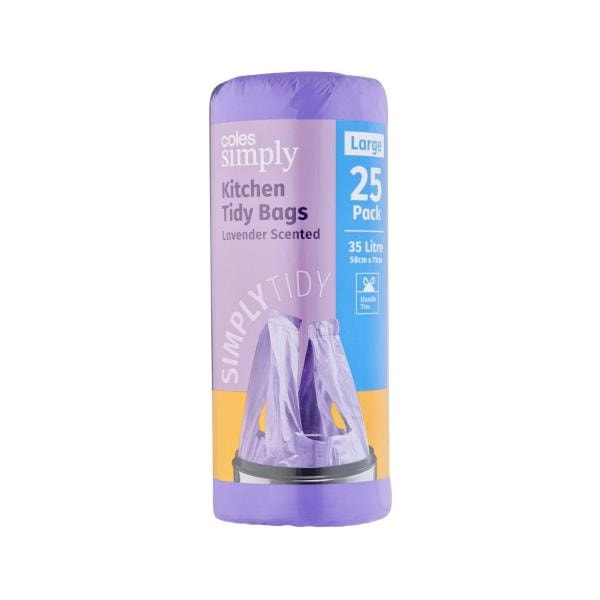 coles
simply
Kitchen
Tidy Bags
Lavender Scented
SIMPLYTIDY
Large
25
Pack
35 Litre
58cm x 71cm
Handle
Ties